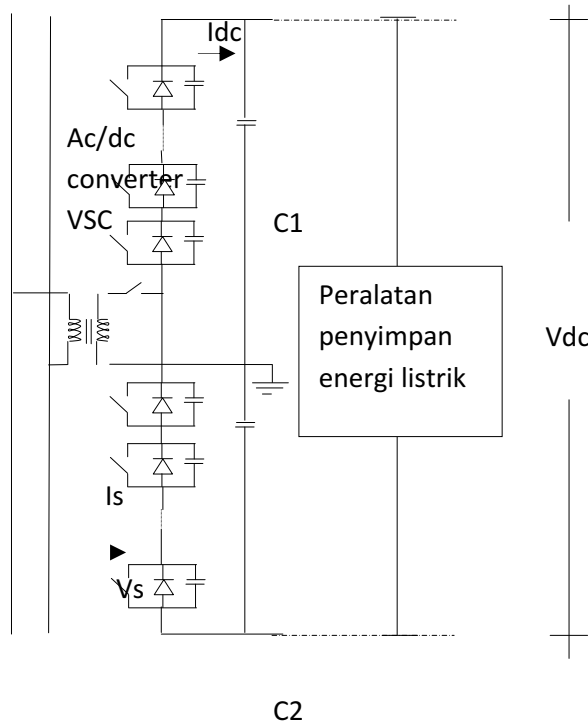 Idc
Ac/dc
converter
VSC
C1
Peralatan
penyimpan
energi listrik
Vdc
Is
Vs
C2